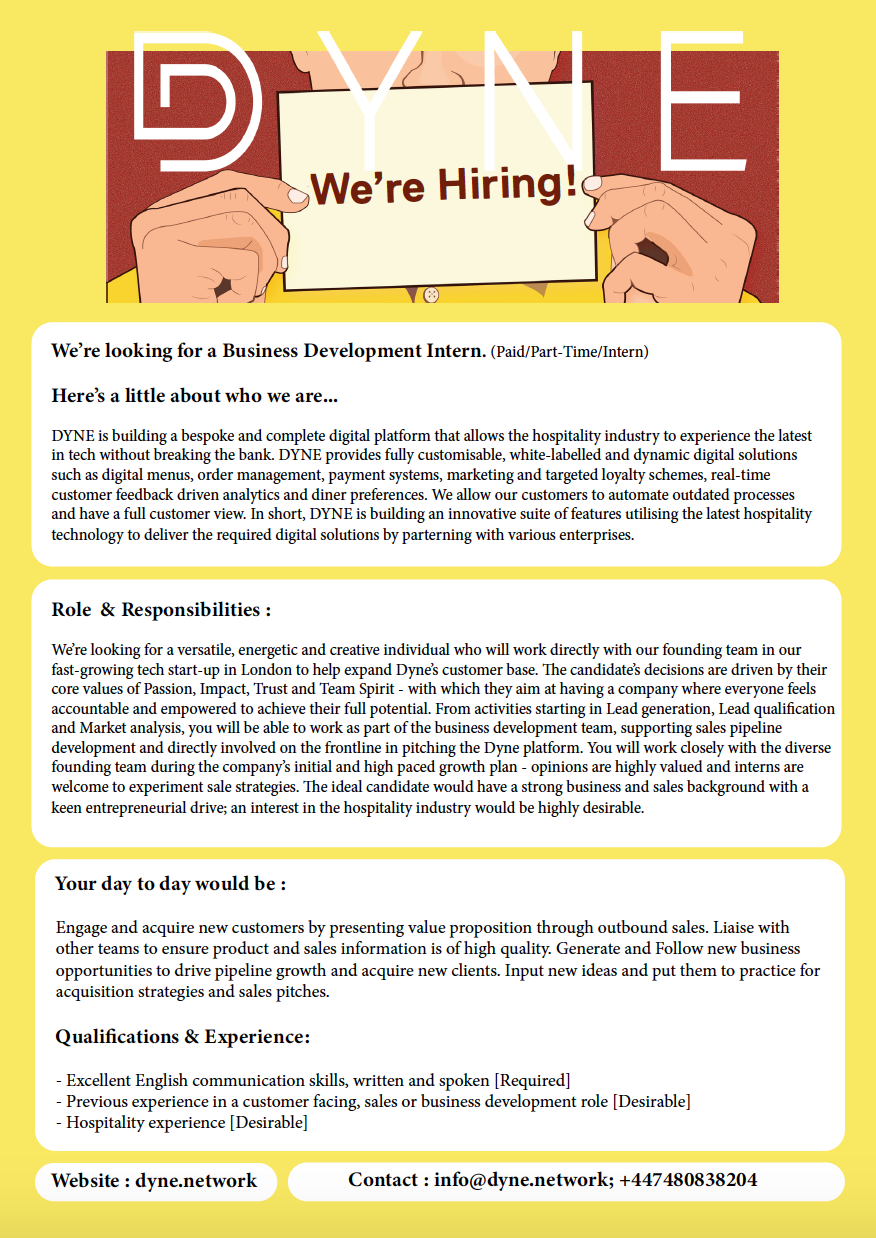 DYNE
We're Hiring!
We're looking for a Business Development Intern. (Paid/Part-Time/Intern)
Here's a little about who we are...
DYNE is building a bespoke and complete digital platform that allows the hospitality industry to experience the latest
in tech without breaking the bank. DYNE provides fully customisable, white-labelled and dynamic digital solutions
such as digital menus, order management, payment systems, marketing and targeted loyalty schemes, real-time
customer feedback driven analytics and diner preferences. We allow our customers to automate outdated processes
and have a full customer view. In short, DYNE is building an innovative suite of features utilising the latest hospitality
technology to deliver the required digital solutions by parterning with various enterprises.
Role & Responsibilities :
We're looking for a versatile, energetic and creative individual who will work directly with our founding team in our
fast-growing tech start-up in London to help expand Dyne's customer base. The candidate's decisions are driven by their
core values of Passion, Impact, Trust and Team Spirit - with which they aim at having a company where everyone feels
accountable and empowered to achieve their full potential. From activities starting in Lead generation, Lead qualification
and Market analysis, you will be able to work as part of the business development team, supporting sales pipeline
development and directly involved on the frontline in pitching the Dyne platform. You will work closely with the diverse
founding team during the company's initial and high paced growth plan - opinions are highly valued and interns are
welcome to experiment sale strategies. The ideal candidate would have a strong business and sales background with a
keen entrepreneurial drive; an interest in the hospitality industry would be highly desirable.
Your day to day would be :
Engage and acquire new customers by presenting value proposition through outbound sales. Liaise with
other teams to ensure product and sales information is of high quality. Generate and Follow new business
opportunities to drive pipeline growth and acquire new clients. Input new ideas and put them to practice for
acquisition strategies and sales pitches.
Qualifications & Experience:
- Excellent English communication skills, written and spoken [Required]
- Previous experience in a customer facing, sales or business development role [Desirable]
- Hospitality experience [Desirable]
Website : dyne.network
Contact : info@dyne.network; +447480838204